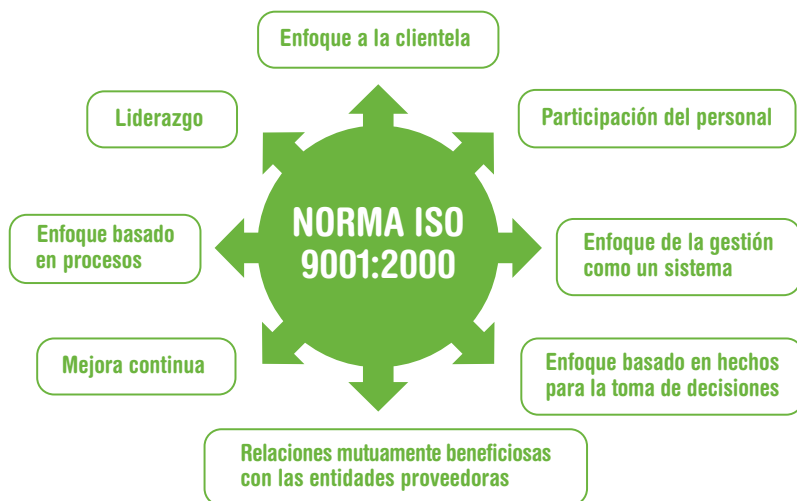 Enfoque a la clientela
Liderazgo
Participación del personal
NORMA ISO
9001:2000
Enfoque basado
en procesos
Enfoque de la gestión
como un sistema
Mejora continua
Enfoque basado en hechos
para la toma de decisiones
Relaciones mutuamente beneficiosas
con las entidades proveedoras